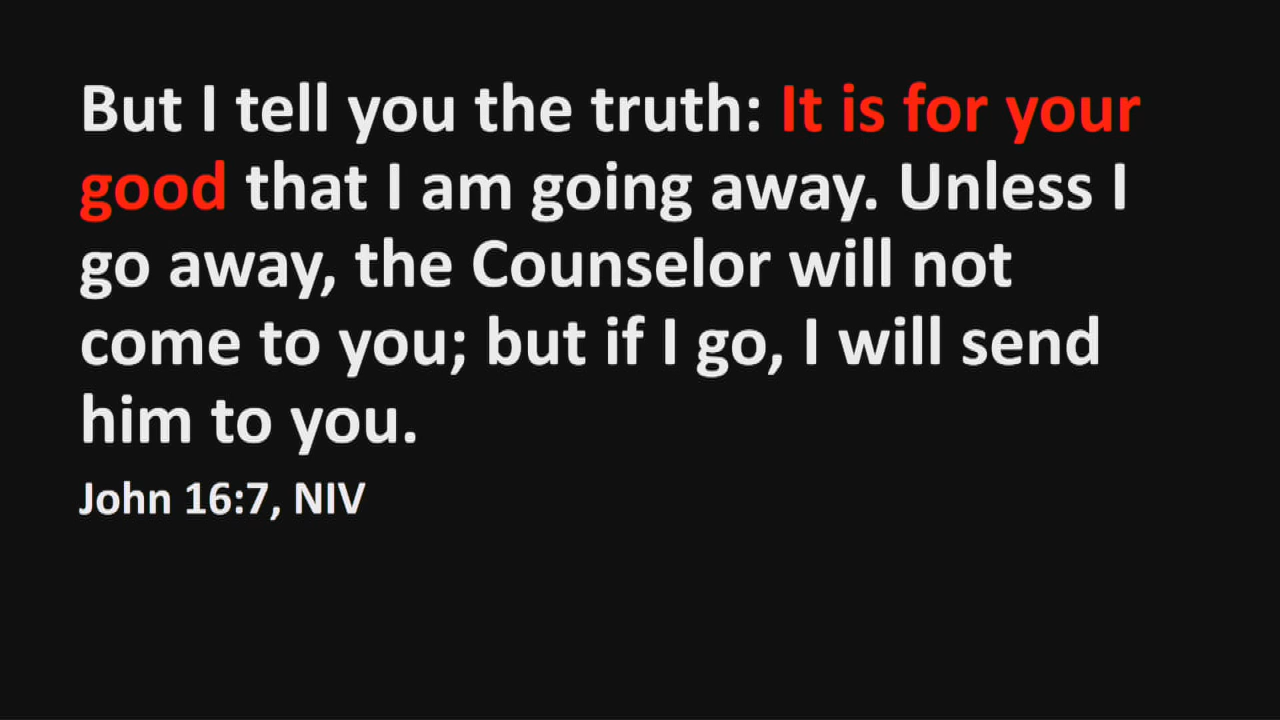 But I tell you the truth: It is for your
good that I am going away. Unless I
go away, the Counselor will not
come to you; but if I go, I will send
him to you.
John 16:7, NIV